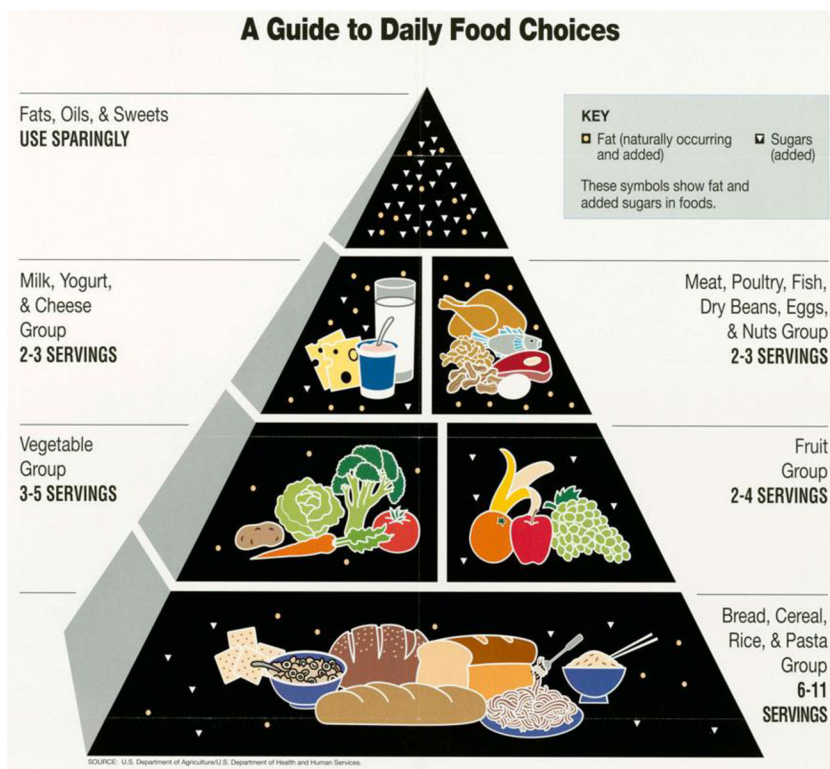 A Guide to Daily Food Choices
Fats, Oils, & Sweets
USE SPARINGLY
KEY
Fat (naturally occurring
and added)
Sugars
(added)
These symbols show fat and
added sugars in foods.
Milk, Yogurt,
& Cheese
Group
2-3 SERVINGS
Meat, Poultry, Fish,
Dry Beans, Eggs,
& Nuts Group
2-3 SERVINGS
Vegetable
Group
3-5 SERVINGS
Fruit
Group
2-4 SERVINGS
Bread, Cereal,
Rice, & Pasta
Group
6-11
SERVINGS
SOURCE: U.S. Department of Agriculture/U.S. Department of Health and Human Services.